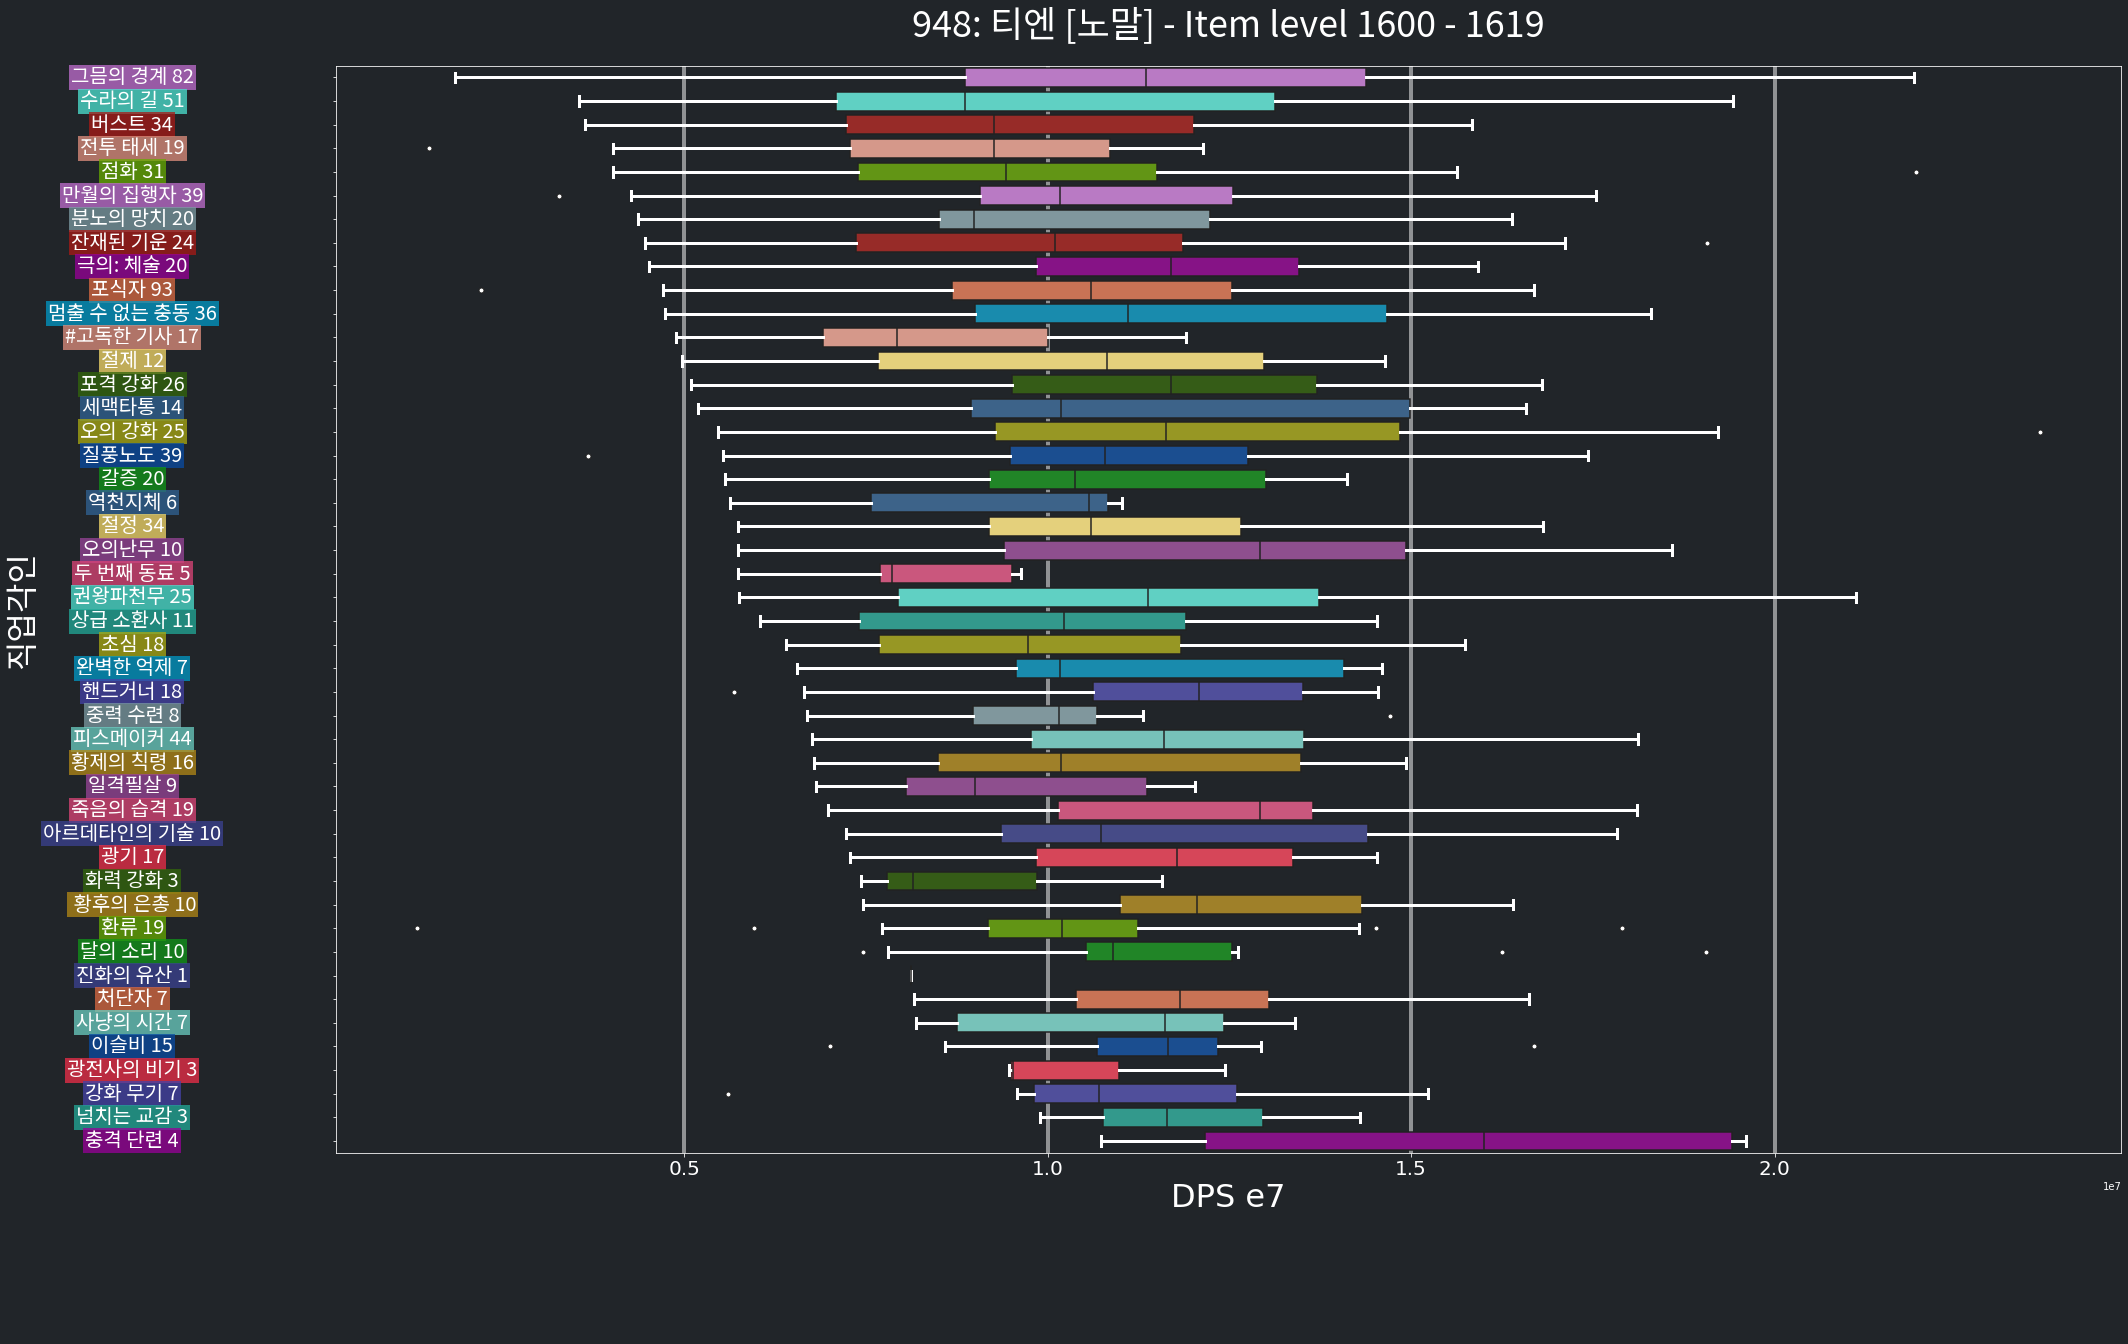 948: 티엔 [노말] - Item level 1600 - 1619
직업각인
그믐의 경계 82
수라의 길 51
버스트 34
전투 태세 19
점화 31
만월의 집행자 39
분노의 망치 20
잔재된 기운 24
극의: 체술 20
포식자 93
멈출 수 없는 충동 36
#고독한 기사 17
절제 12
포격 강화 26
세맥타통 14
오의 강화 25
질풍노도 39
갈증 20
역천지체 6
절정 34
오의난무 10
두 번째 동료 5
권왕파천무 25
상급 소환사 11
초심 18
완벽한 억제 7
핸드거너 18
중력 수련 8
피스메이커 44
황제의 칙령 16
일격필살 9
죽음의 습격 19
아르데타인의 기술 10
광기 17
화력 강화 3
황후의 은총 10
환류 19
달의 소리 10
진화의 유산 1
처단자 7
사냥의 시간 7
이슬비 15
광전사의 비기 3
강화 무기 7
넘치는 교감 3
충격 단련 4
0.5 1.0 1.5 2.0
1e7
DPS e7